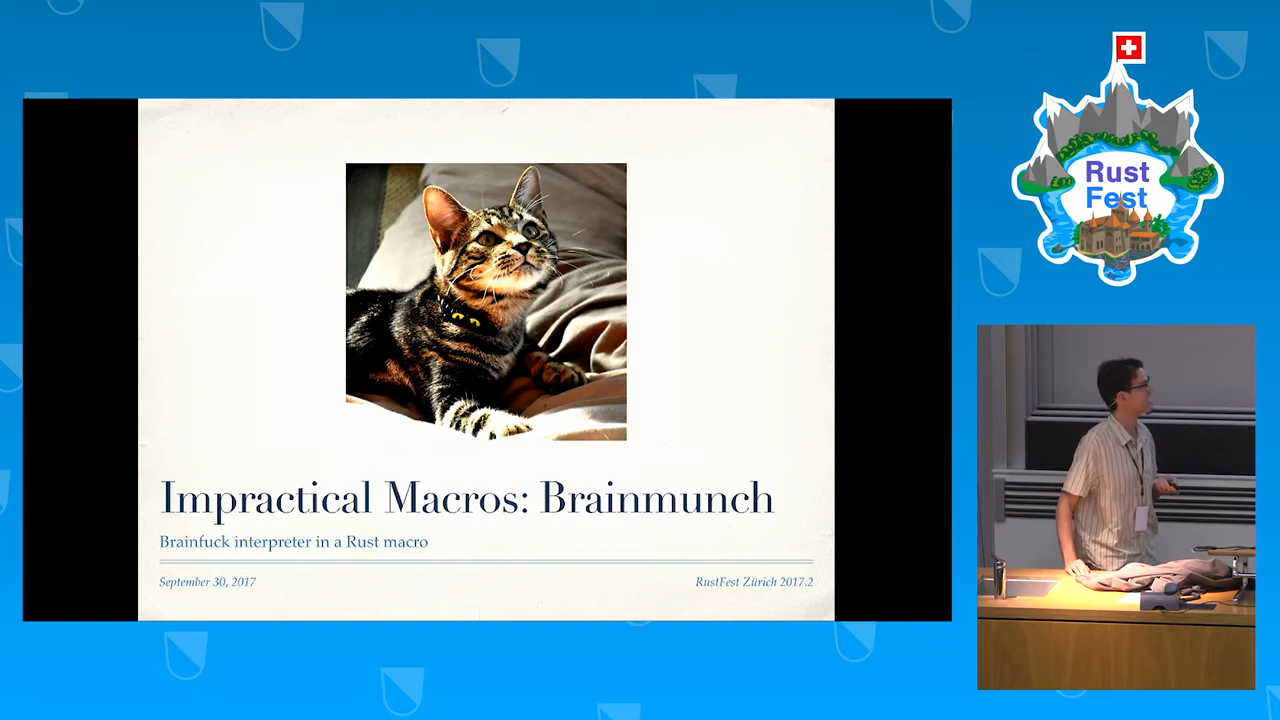 Impractical Macros: Brainmunch
Brainfuck interpreter in a Rust macro
September 30, 2017
RustFest Zürich 2017.2
Rust
Fest